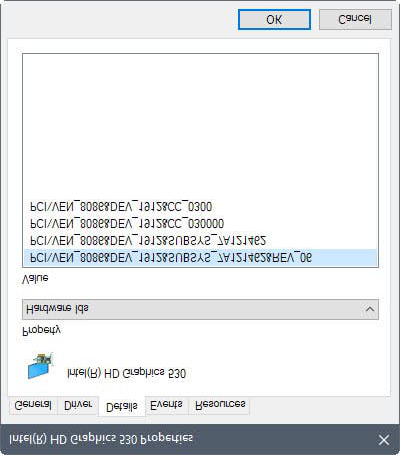 Intel(R) HD Graphics 530 Properties
General Driver Details Events Resources
Intel(R) HD Graphics 530
Property
Hardware Ids
Value
PCI\VEN_8086&DEV_1912&SUBSYS_7A121462&REV_06
PCI\VEN_8086&DEV_1912&SUBSYS_7A121462
PCI\VEN_8086&DEV_1912&CC_030000
PCI\VEN_8086&DEV_1912&CC_0300
OK Cancel